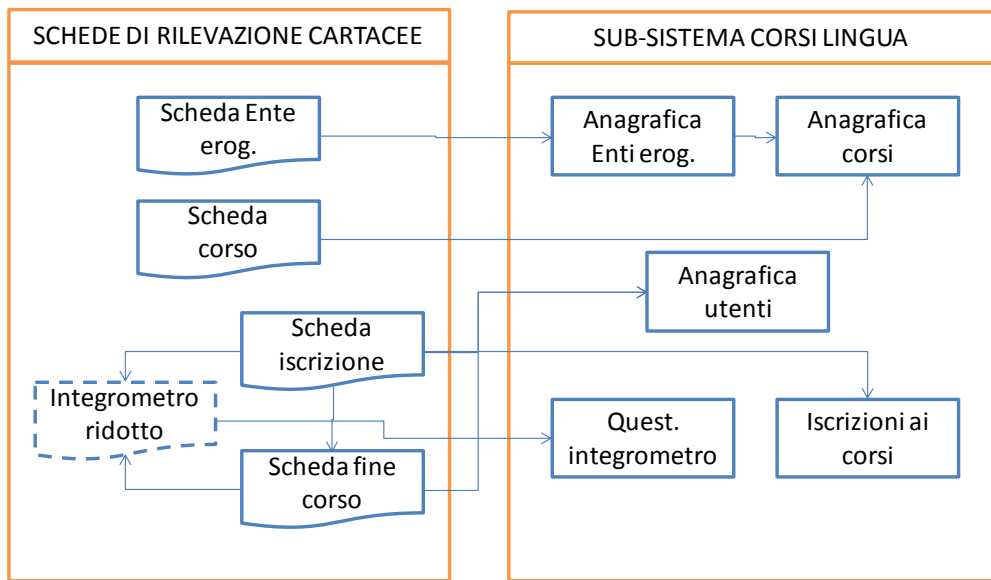 SCHEDE DI RILEVAZIONE CARTACEE
SUB-SISTEMA CORSI LINGUA
Scheda Ente
erog.
Anagrafica
Enti erog.
Anagrafica
corsi
Scheda
corso
Anagrafica
utenti
Scheda
iscrizione
Integrometro
ridotto
Quest.
integrometro
Iscrizioni ai
corsi
Scheda fine
corso